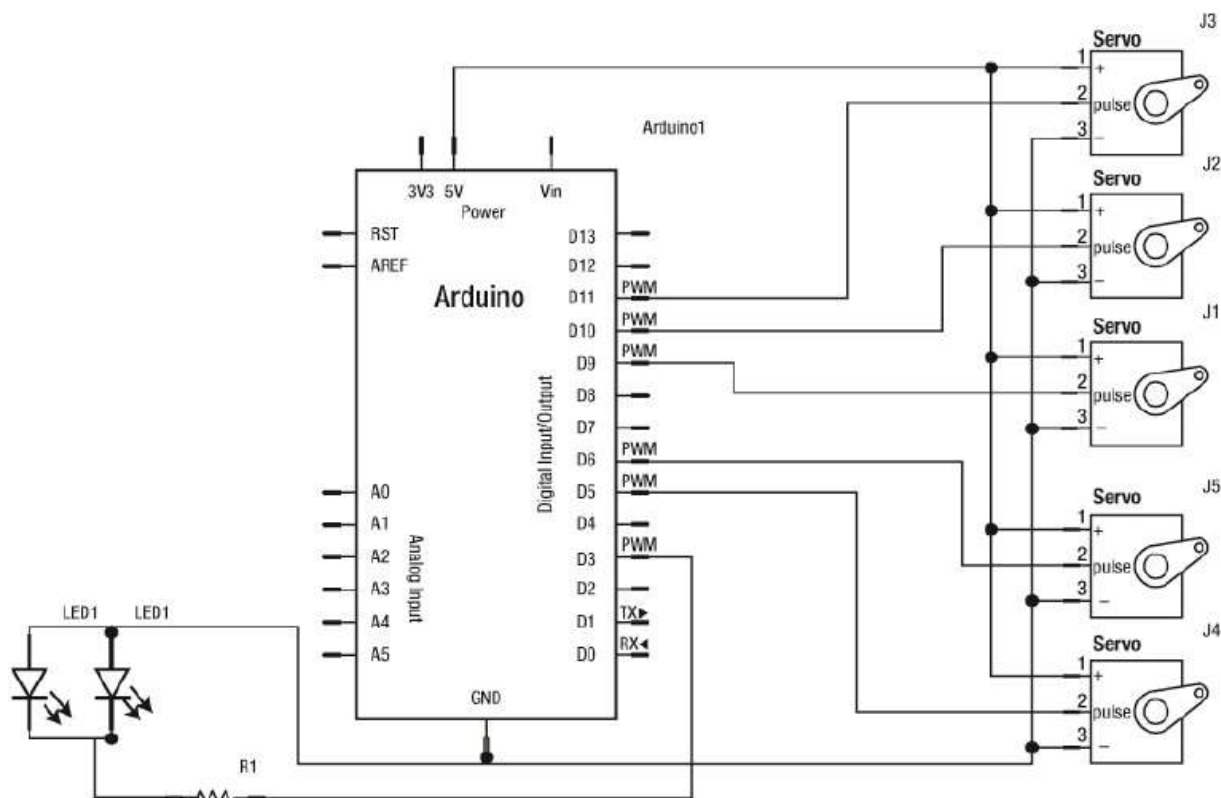 J3
Servo
1 +
2 pulse
3 −
Arduino1
J2
Servo
1 +
2 pulse
3 −
J1
Servo
1 +
2 pulse
3 −
J5
Servo
1 +
2 pulse
3 −
J4
Servo
1 +
2 pulse
3 −
3V3 5V Vin
Power
RST
AREF
Arduino
D13
D12
D11 PWM
D10 PWM
D9 PWM
D8
D7
D6 PWM
D5 PWM
D4
D3 PWM
D2
D1 TX▶
D0 RX◀
Digital Input/Output
A0
A1
A2
A3
A4
A5
Analog Input
GND
LED1 LED1
R1